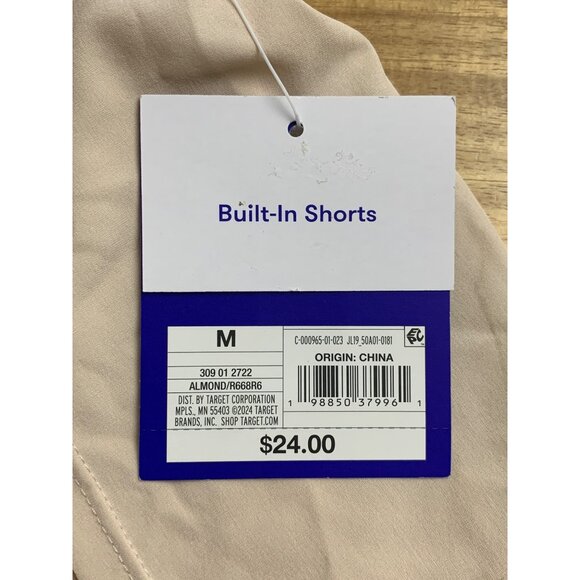 Built-In Shorts
M
309 01 2722
ALMOND/R668R6
DIST. BY TARGET CORPORATION
MPLS., MN 55403 ©2024 TARGET
BRANDS, INC. SHOP TARGET.COM
C-000965-01-023 JL19_50A01-0181
ORIGIN: CHINA
1 98850 37996 1
$24.00